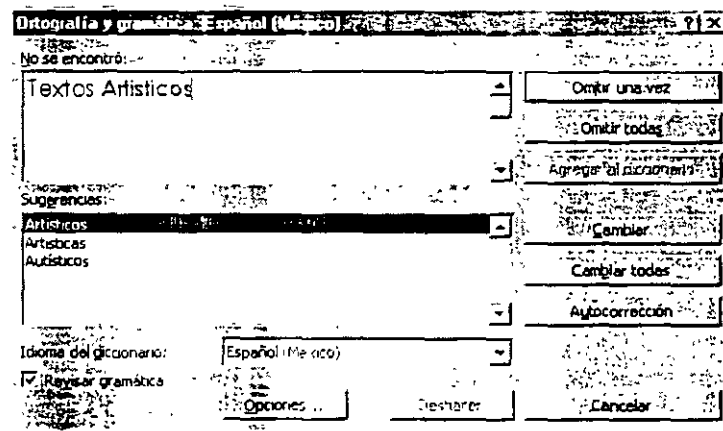 Ortografía y gramática: Español (México)
No se encontró:
Textos Artisticos
Omitir una vez
Omitir todas
Agregar al diccionario
Sugerencias:
Artísticos
Artísticas
Autísticos
Cambiar
Cambiar todas
Autocorrección
Idioma del diccionario:
Español (México)
Revisar gramática
Opciones...
Deshacer
Cancelar